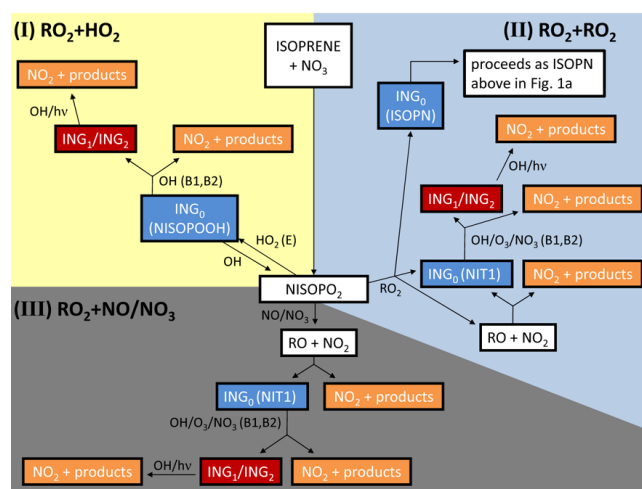 (I) RO₂+HO₂
ISOPRENE
+ NO₃
(II) RO₂+RO₂
NO₂ + products
OH/hν
ING₁/ING₂
NO₂ + products
OH (B1,B2)
ING₀
(NISOPOOH)
HO₂ (E)
OH
NISOPO₂
ING₀
(ISOPN)
proceeds as ISOPN
above in Fig. 1a
NO₂ + products
OH/hν
ING₁/ING₂
NO₂ + products
OH/O₃/NO₃ (B1,B2)
RO₂
ING₀ (NIT1)
NO₂ + products
RO + NO₂
(III) RO₂+NO/NO₃
NO/NO₃
RO + NO₂
ING₀ (NIT1)
NO₂ + products
OH/O₃/NO₃ (B1,B2)
NO₂ + products
OH/hν
ING₁/ING₂
NO₂ + products